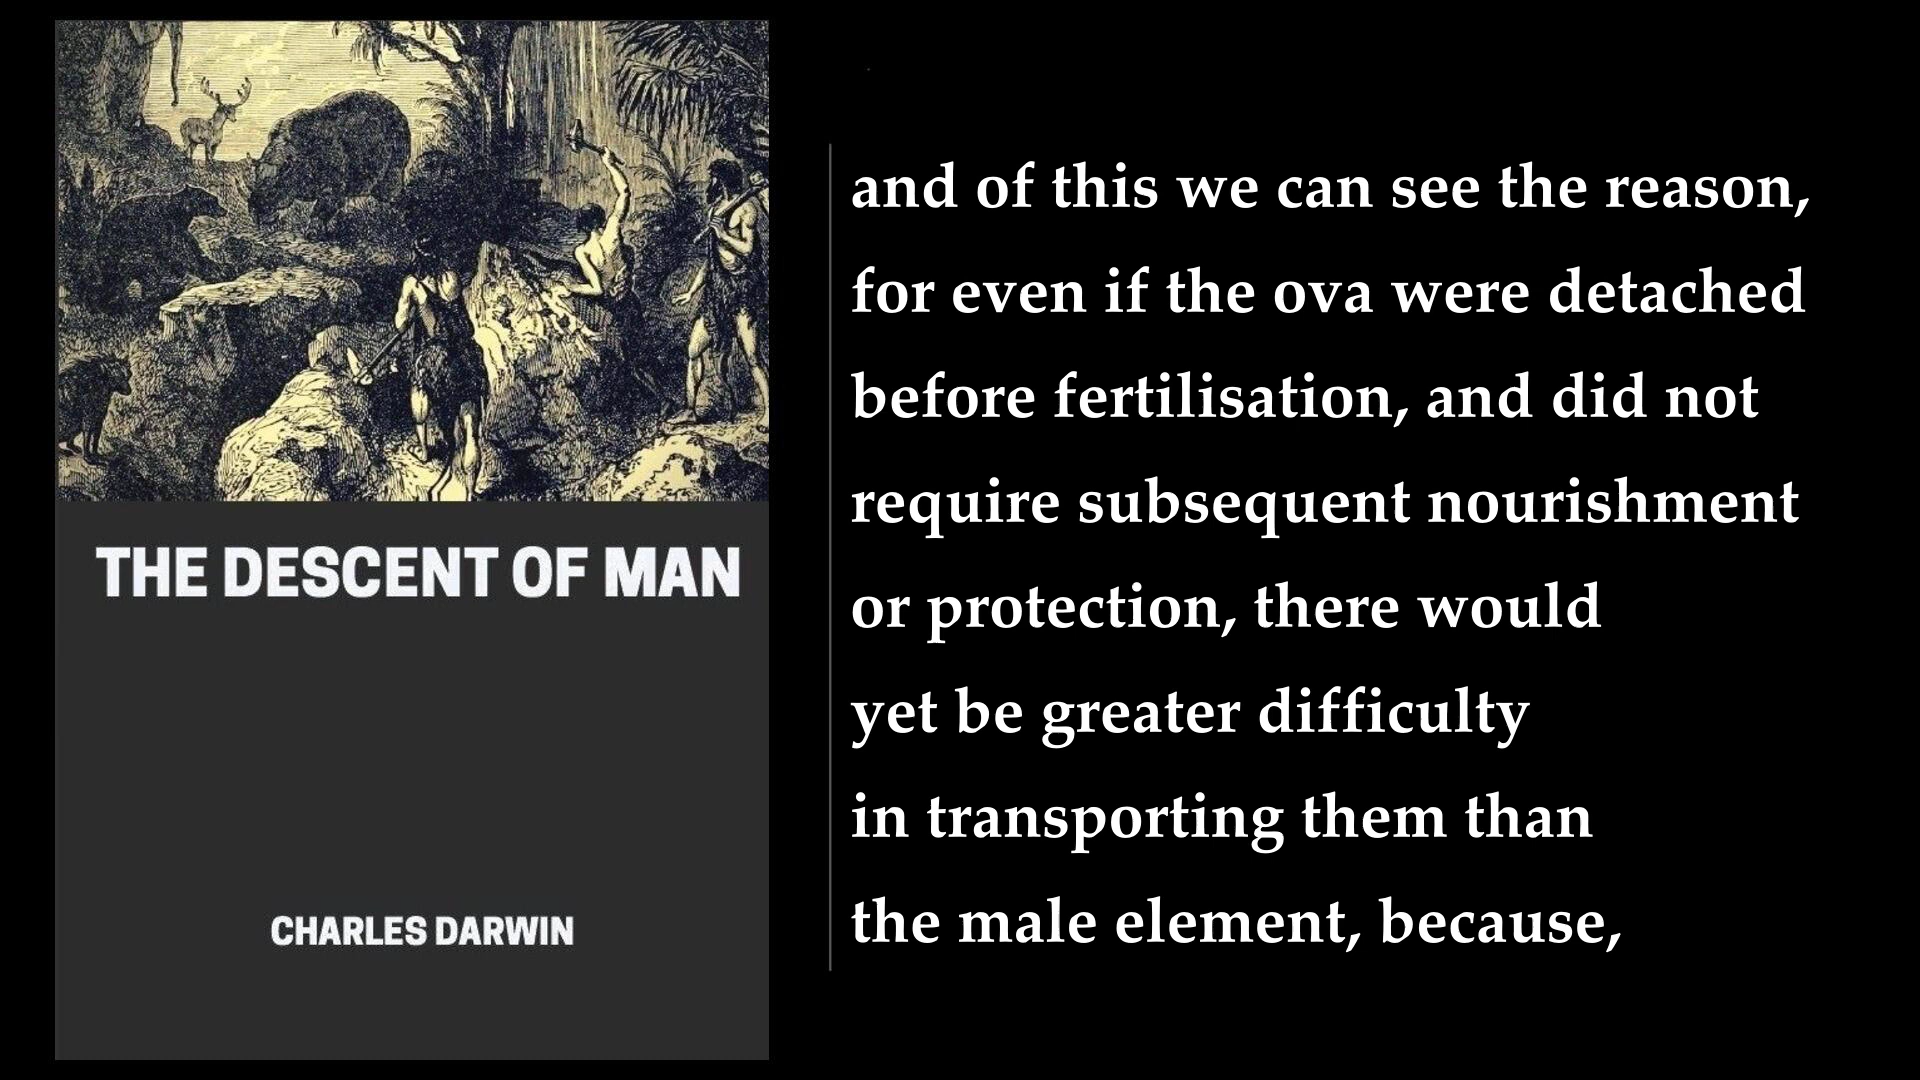 THE DESCENT OF MAN
CHARLES DARWIN
and of this we can see the reason,
for even if the ova were detached
before fertilisation, and did not
require subsequent nourishment
or protection, there would
yet be greater difficulty
in transporting them than
the male element, because,